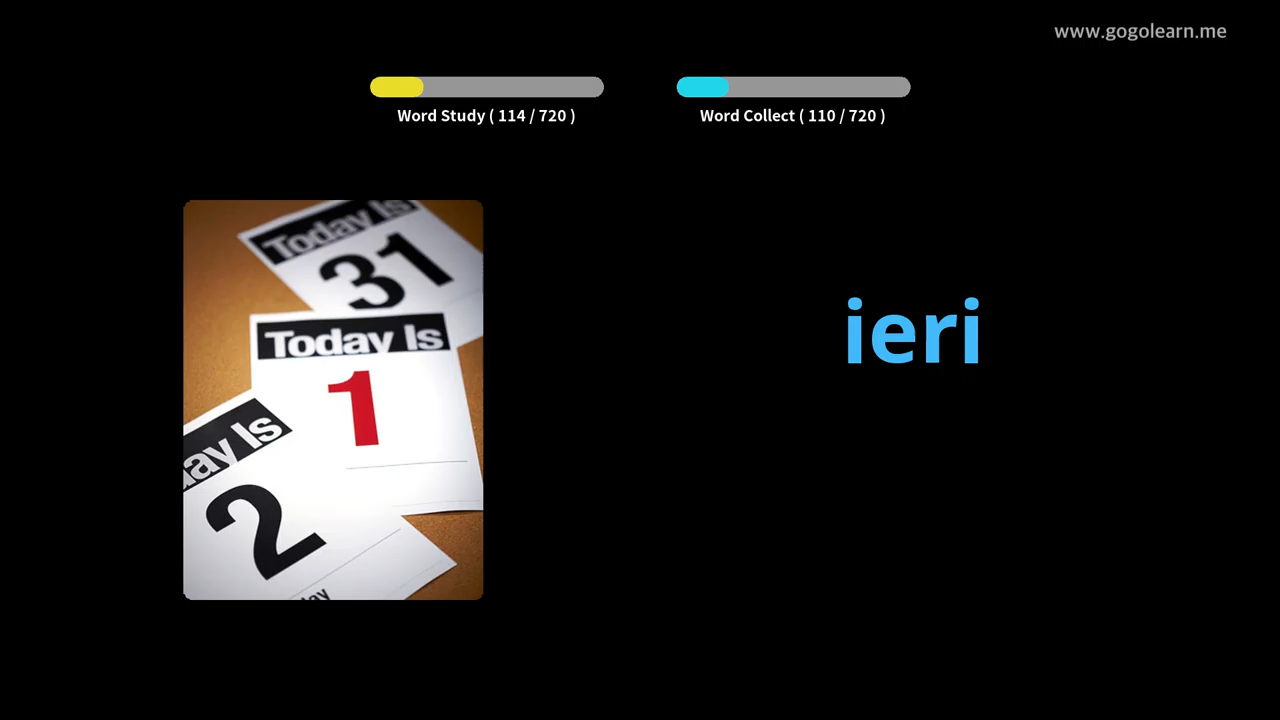 www.gogolearn.me
Word Study ( 114 / 720 )
Word Collect ( 110 / 720 )
Today Is
31
Today Is
1
ay Is
2
ay
ieri